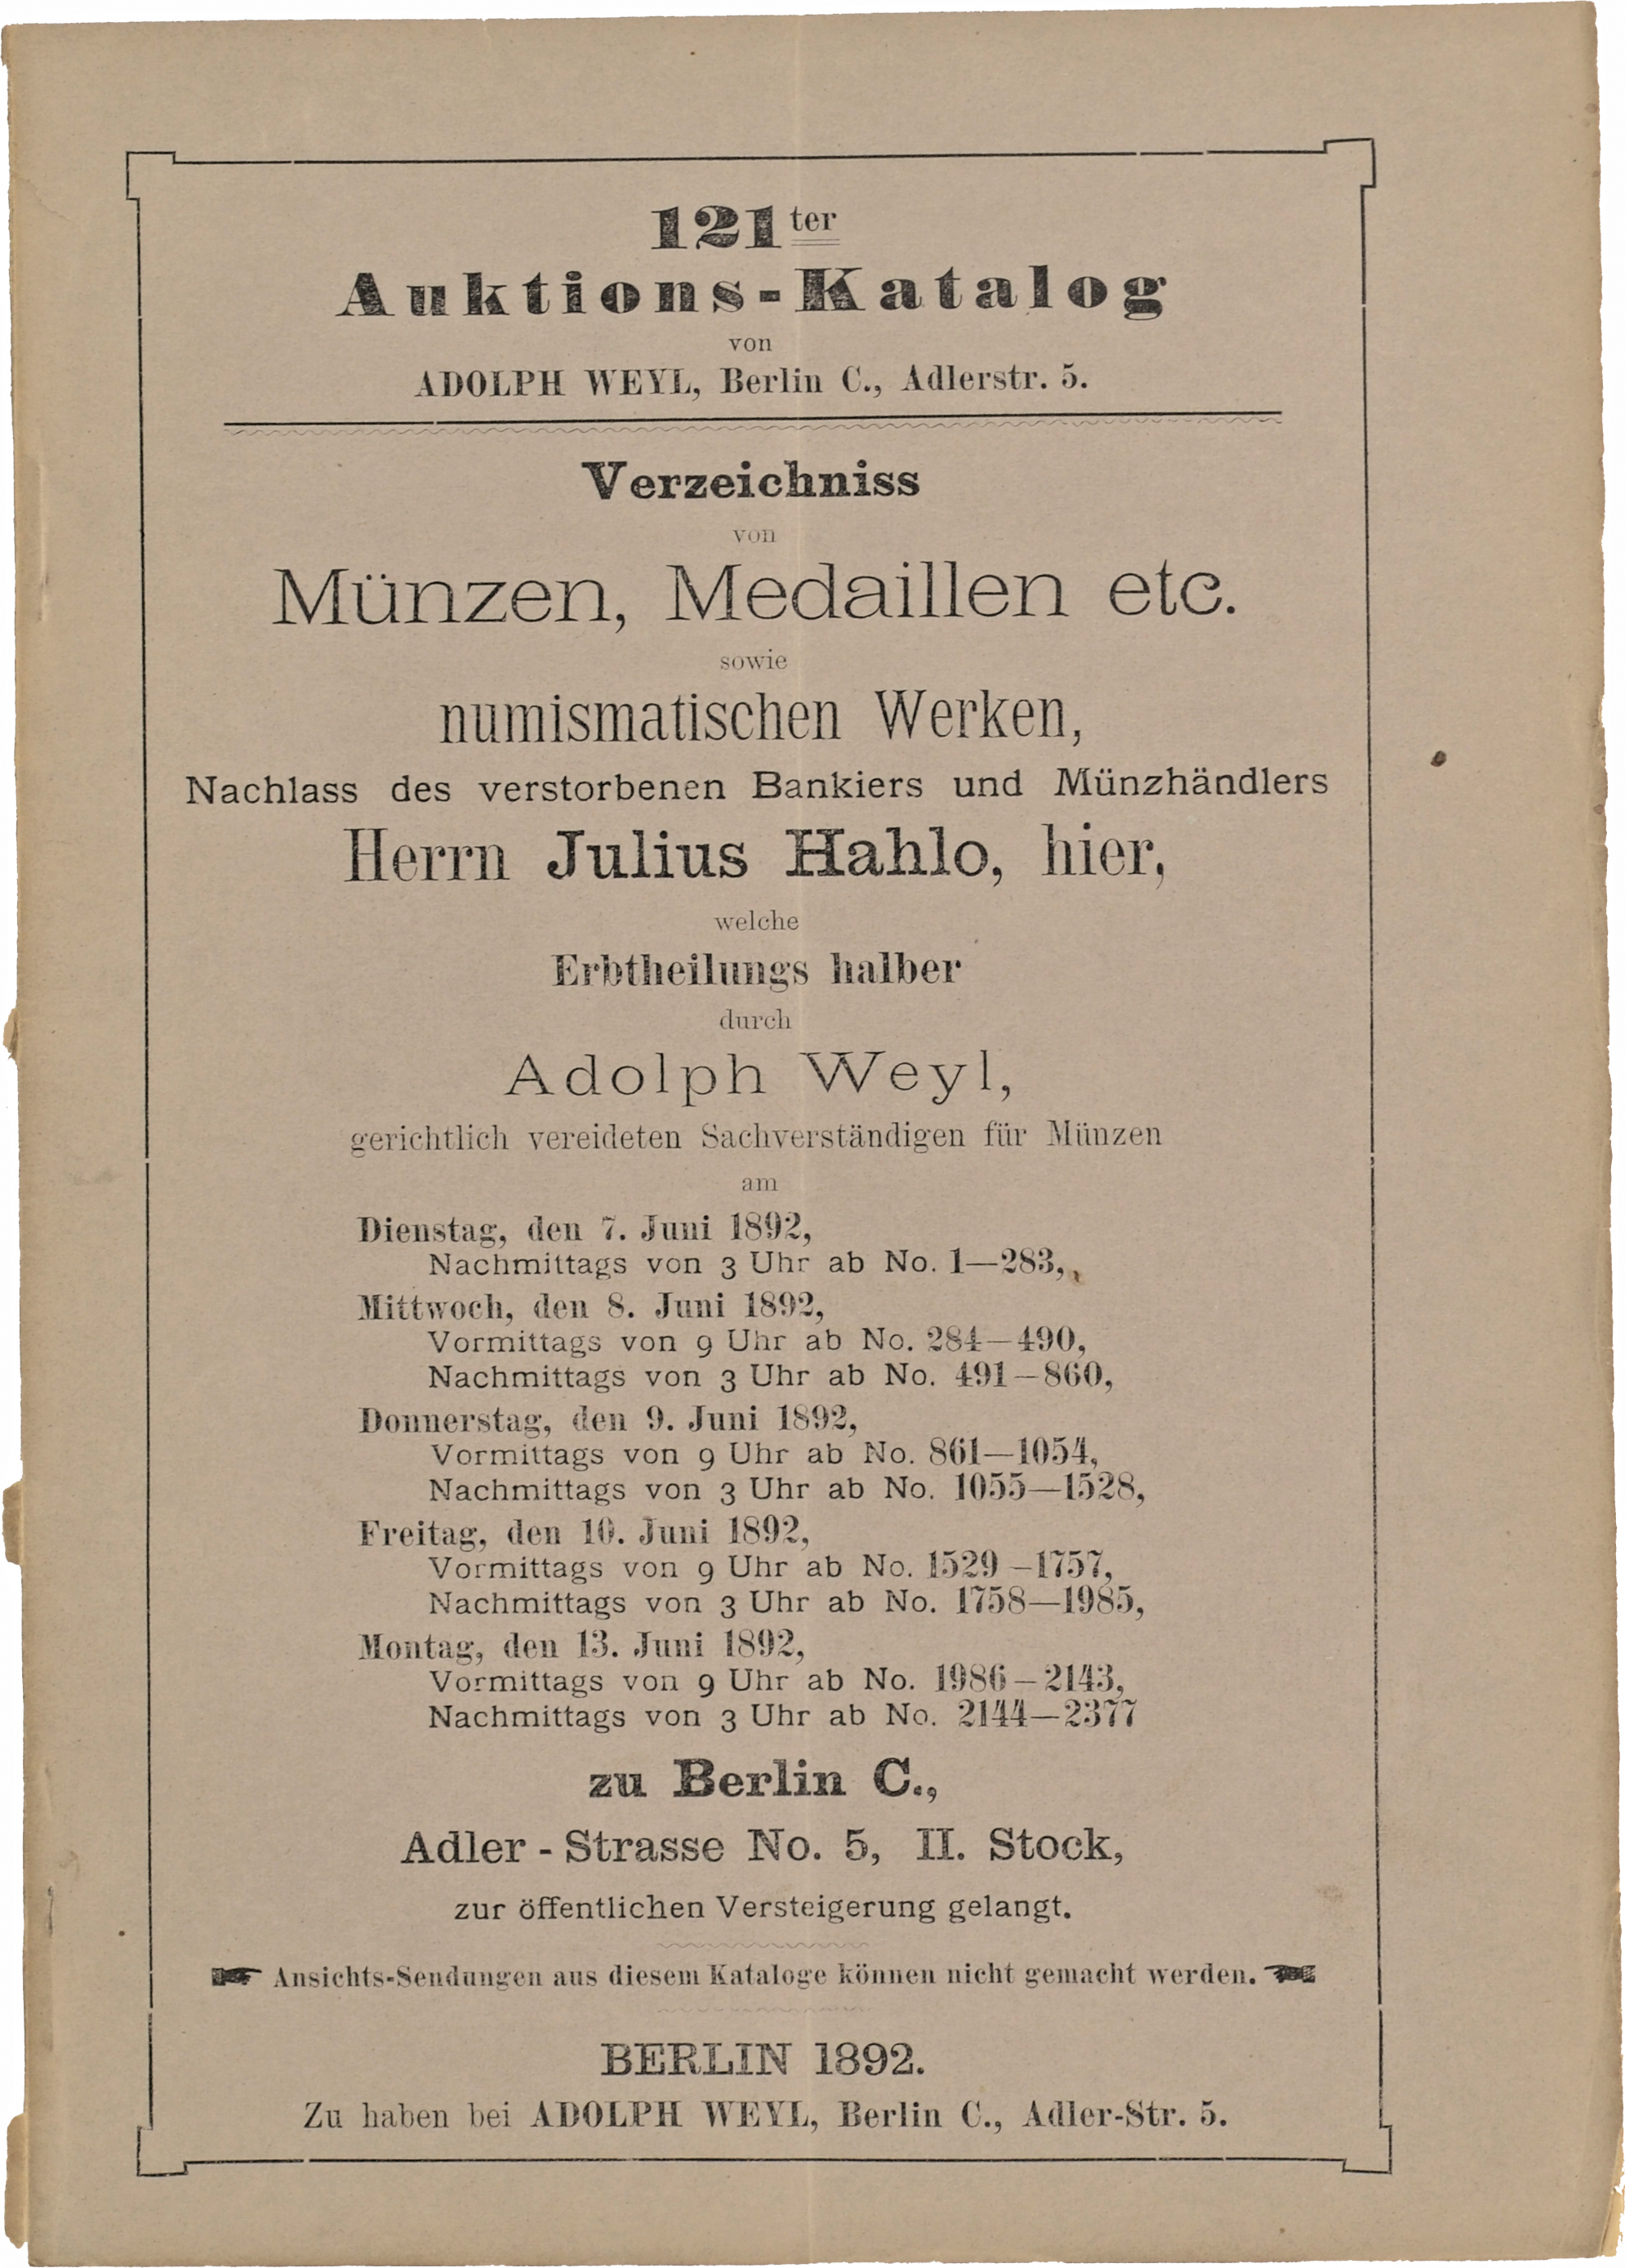 121ter
Auktions-Katalog
von
ADOLPH WEYL, Berlin C., Adlerstr. 5.
Verzeichniss
von
Münzen, Medaillen etc.
sowie
numismatischen Werken,
Nachlass des verstorbenen Bankiers und Münzhändlers
Herrn Julius Hahlo, hier,
welche
Erbtheilungs halber
durch
Adolph Weyl,
gerichtlich vereideten Sachverständigen für Münzen
am
Dienstag, den 7. Juni 1892,
Nachmittags von 3 Uhr ab No. 1—283,
Mittwoch, den 8. Juni 1892,
Vormittags von 9 Uhr ab No. 284—490,
Nachmittags von 3 Uhr ab No. 491—860,
Donnerstag, den 9. Juni 1892,
Vormittags von 9 Uhr ab No. 861—1054,
Nachmittags von 3 Uhr ab No. 1055—1528,
Freitag, den 10. Juni 1892,
Vormittags von 9 Uhr ab No. 1529—1757,
Nachmittags von 3 Uhr ab No. 1758—1985,
Montag, den 13. Juni 1892,
Vormittags von 9 Uhr ab No. 1986—2143,
Nachmittags von 3 Uhr ab No. 2144—2377
zu Berlin C.,
Adler-Strasse No. 5, II. Stock,
zur öffentlichen Versteigerung gelangt.
Ansichts-Sendungen aus diesem Kataloge können nicht gemacht werden.
BERLIN 1892.
Zu haben bei ADOLPH WEYL, Berlin C., Adler-Str. 5.